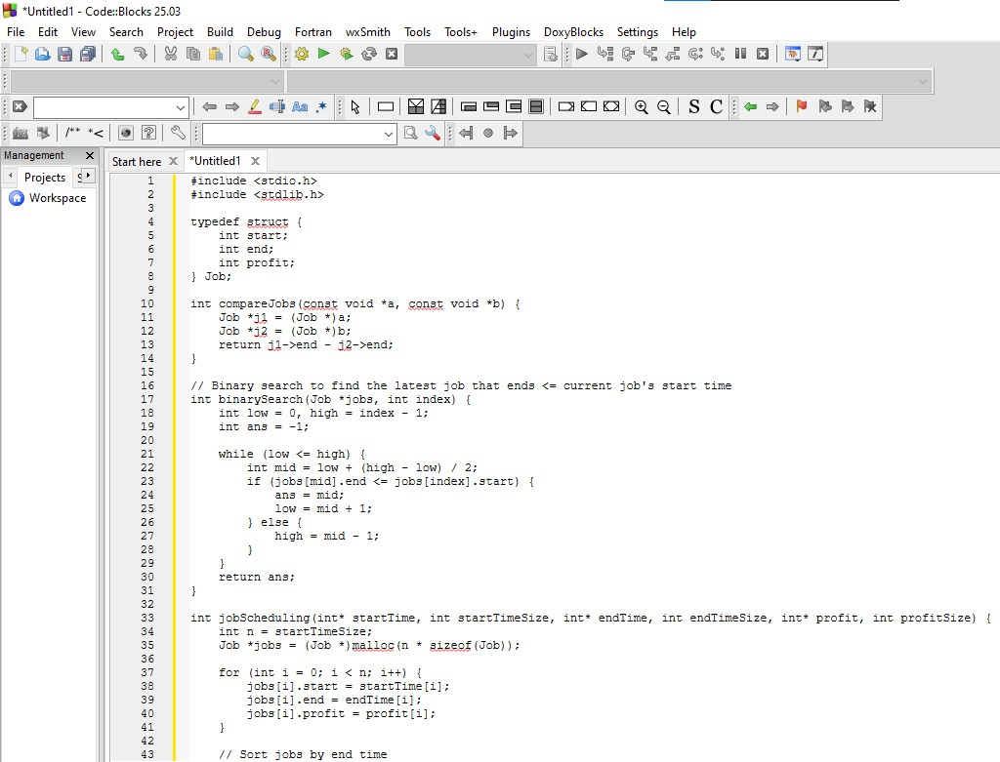 *Untitled1 - Code::Blocks 25.03
File Edit View Search Project Build Debug Fortran wxSmith Tools Tools+ Plugins DoxyBlocks Settings Help
Aa .* S C
/** *<
Management
Start here *Untitled1
Projects
Workspace
1 #include <stdio.h>
2 #include <stdlib.h>
3
4 typedef struct {
5     int start;
6     int end;
7     int profit;
8 } Job;
9
10 int compareJobs(const void *a, const void *b) {
11     Job *j1 = (Job *)a;
12     Job *j2 = (Job *)b;
13     return j1->end - j2->end;
14 }
15
16 // Binary search to find the latest job that ends <= current job's start time
17 int binarySearch(Job *jobs, int index) {
18     int low = 0, high = index - 1;
19     int ans = -1;
20
21     while (low <= high) {
22         int mid = low + (high - low) / 2;
23         if (jobs[mid].end <= jobs[index].start) {
24             ans = mid;
25             low = mid + 1;
26         } else {
27             high = mid - 1;
28         }
29     }
30     return ans;
31 }
32
33 int jobScheduling(int* startTime, int startTimeSize, int* endTime, int endTimeSize, int* profit, int profitSize) {
34     int n = startTimeSize;
35     Job *jobs = (Job *)malloc(n * sizeof(Job));
36
37     for (int i = 0; i < n; i++) {
38         jobs[i].start = startTime[i];
39         jobs[i].end = endTime[i];
40         jobs[i].profit = profit[i];
41     }
42
43     // Sort jobs by end time